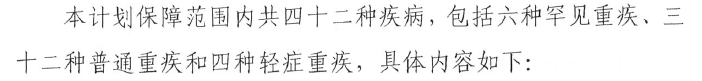 本计划保障范围内共四十二种疾病，包括六种罕见重疾、三
十二种普通重疾和四种轻症重疾，具体内容如下：